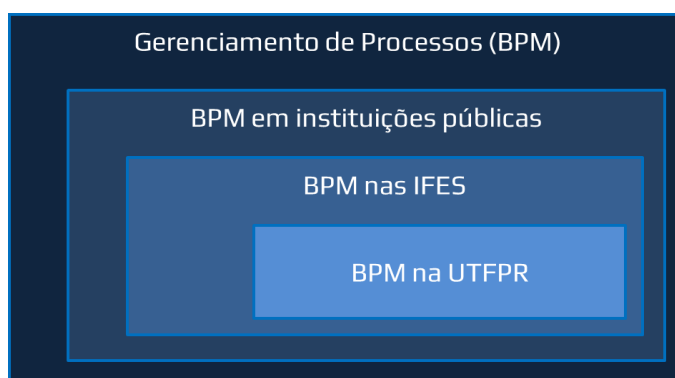 Gerenciamento de Processos (BPM)
BPM em instituições públicas
BPM nas IFES
BPM na UTFPR